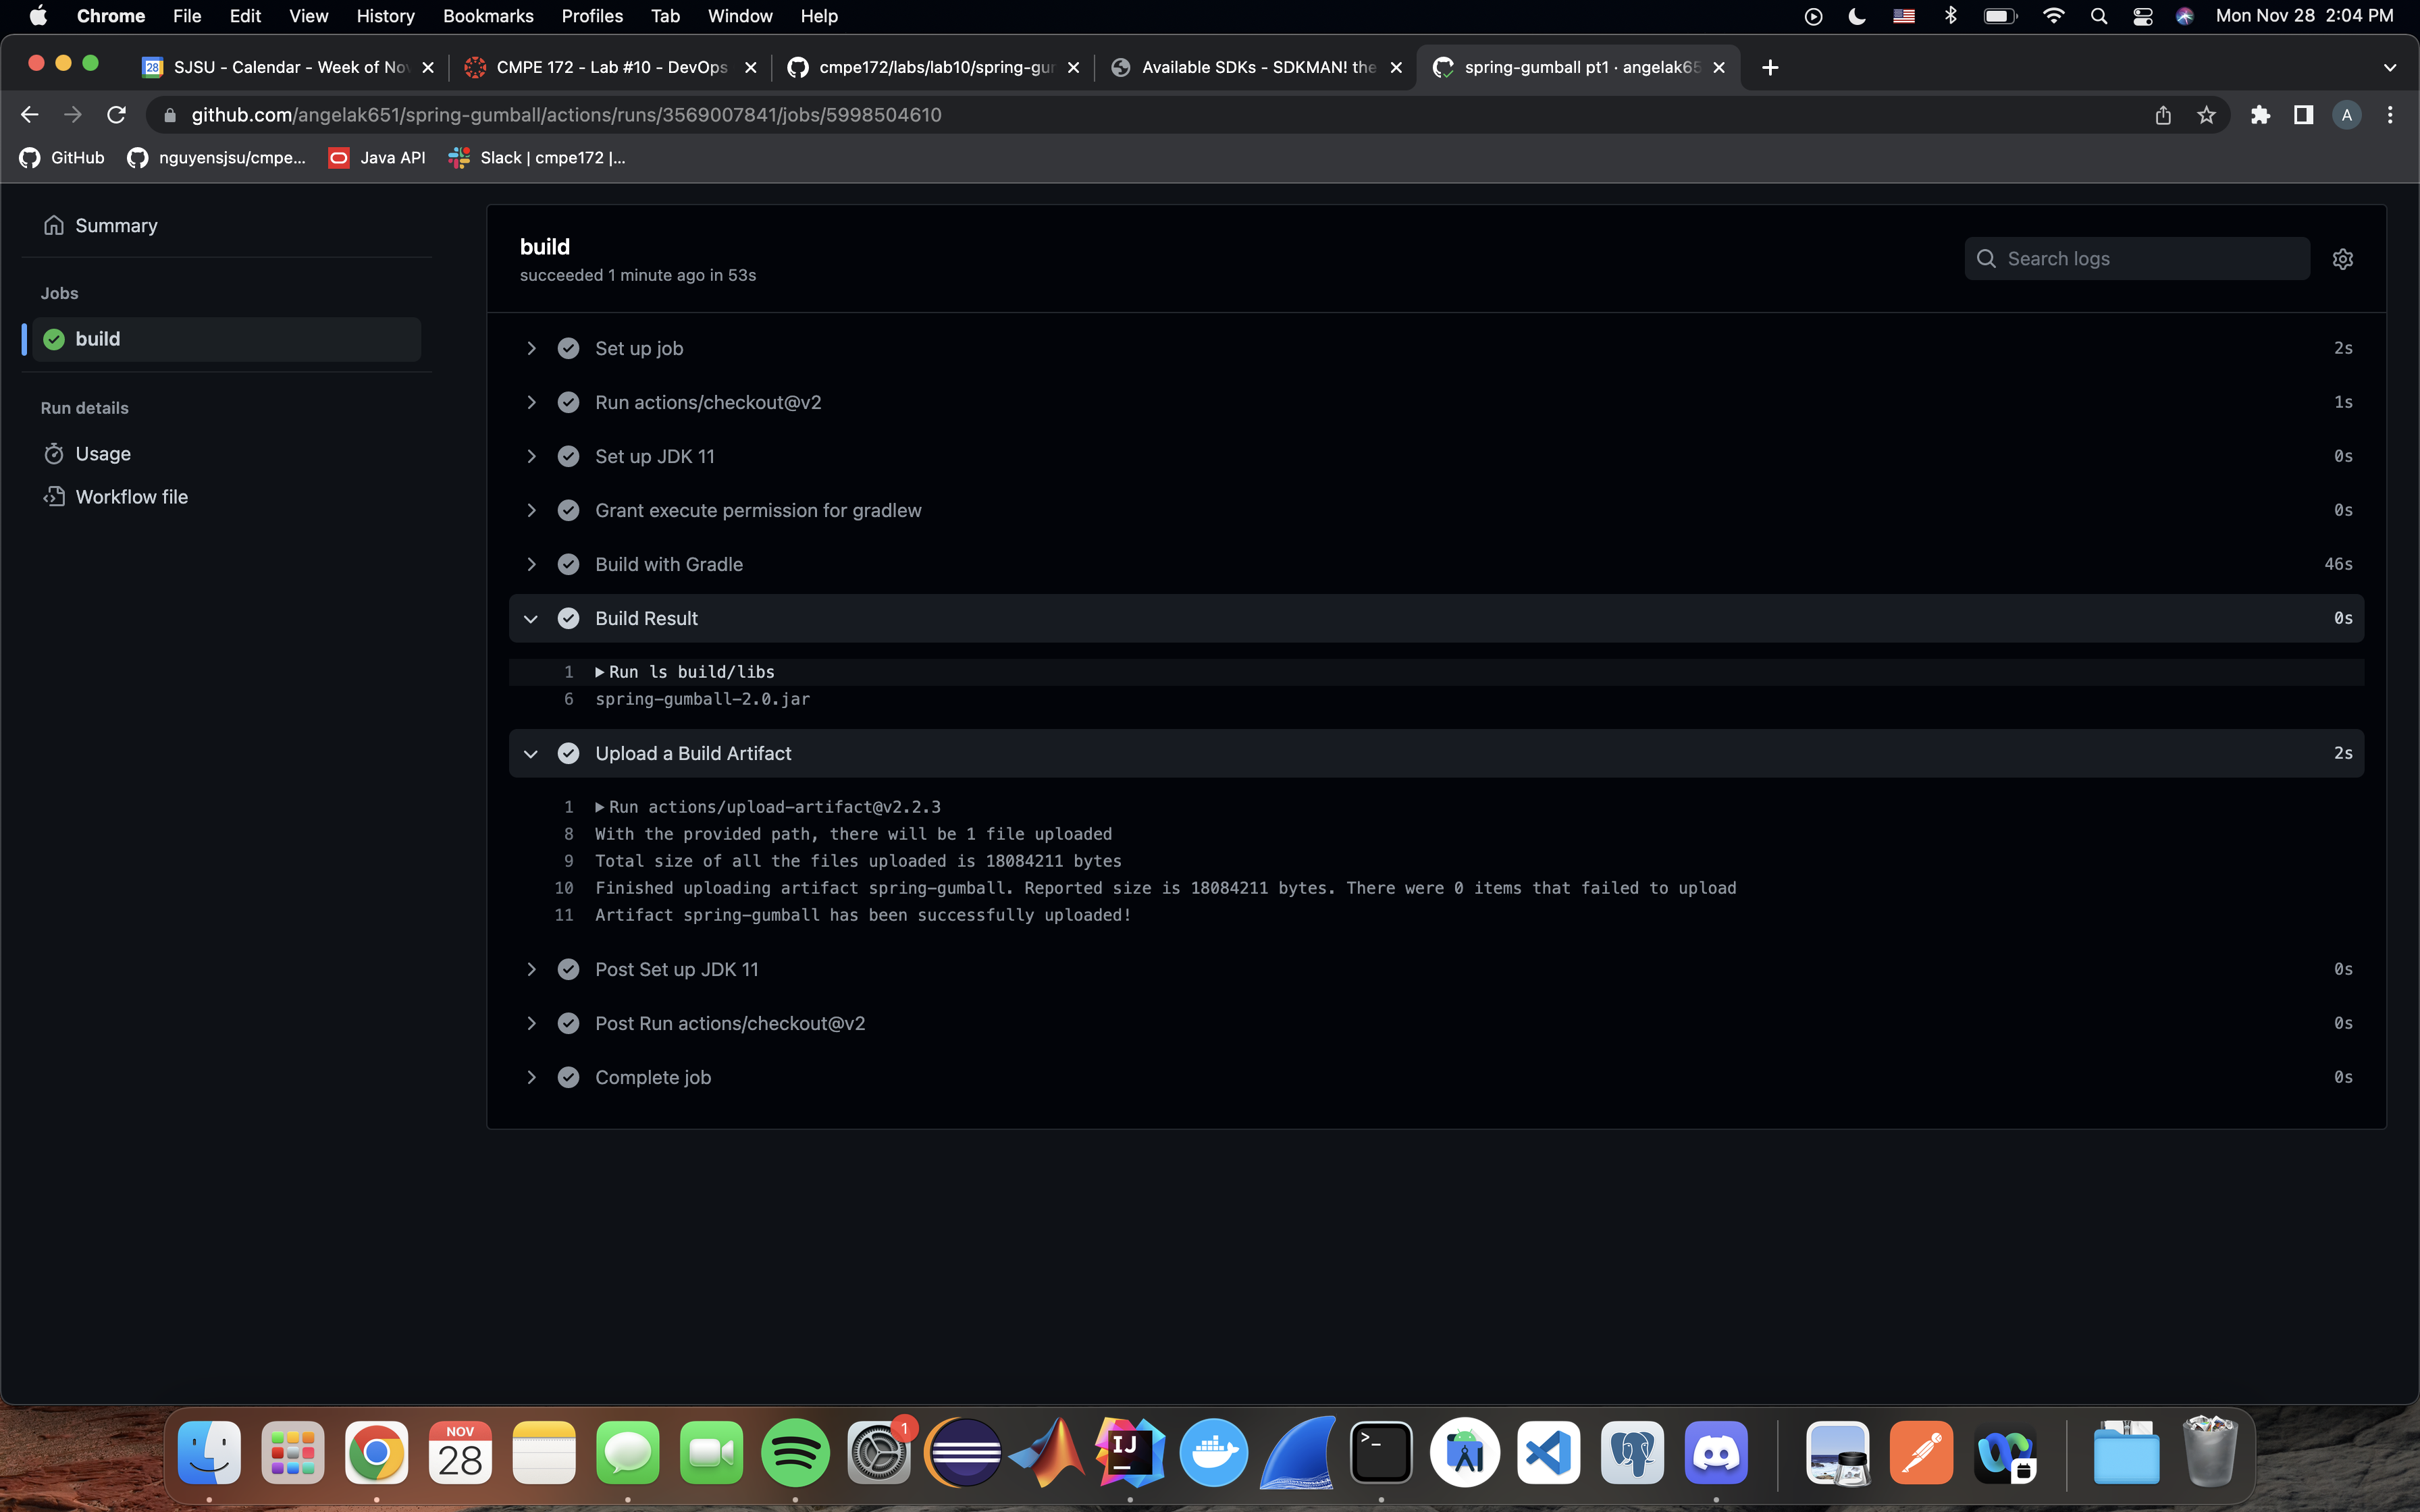 Chrome File Edit View History Bookmarks Profiles Tab Window Help Mon Nov 28 2:04 PM
28 SJSU - Calendar - Week of No CMPE 172 - Lab #10 - DevOps cmpe172/labs/lab10/spring-gu Available SDKs - SDKMAN! the spring-gumball pt1 · angelak65
github.com/angelak651/spring-gumball/actions/runs/3569007841/jobs/5998504610 A
GitHub nguyensjsu/cmpe... Java API Slack | cmpe172 |...
Summary
Jobs
build
Run details
Usage
Workflow file
build
succeeded 1 minute ago in 53s
Search logs
Set up job 2s
Run actions/checkout@v2 1s
Set up JDK 11 0s
Grant execute permission for gradlew 0s
Build with Gradle 46s
Build Result 0s
1 Run ls build/libs
6 spring-gumball-2.0.jar
Upload a Build Artifact 2s
1 Run actions/upload-artifact@v2.2.3
8 With the provided path, there will be 1 file uploaded
9 Total size of all the files uploaded is 18084211 bytes
10 Finished uploading artifact spring-gumball. Reported size is 18084211 bytes. There were 0 items that failed to upload
11 Artifact spring-gumball has been successfully uploaded!
Post Set up JDK 11 0s
Post Run actions/checkout@v2 0s
Complete job 0s
NOV
28
1
IJ
>_